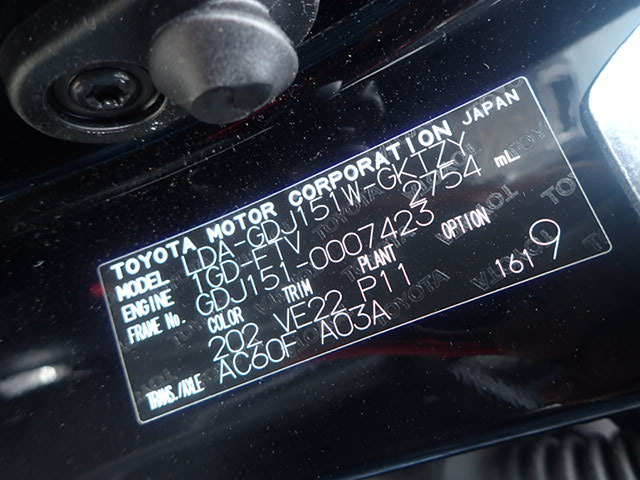 TOYOTA MOTOR CORPORATION JAPAN
MODEL LDA-GDJ151W-GKTZY
ENGINE 1GD-FTV 2754 mL
FRAME No. GDJ151-0007423
COLOR TRIM PLANT OPTION
202 VE22 P11 1619
TRANS./AXLE AC60F A03A